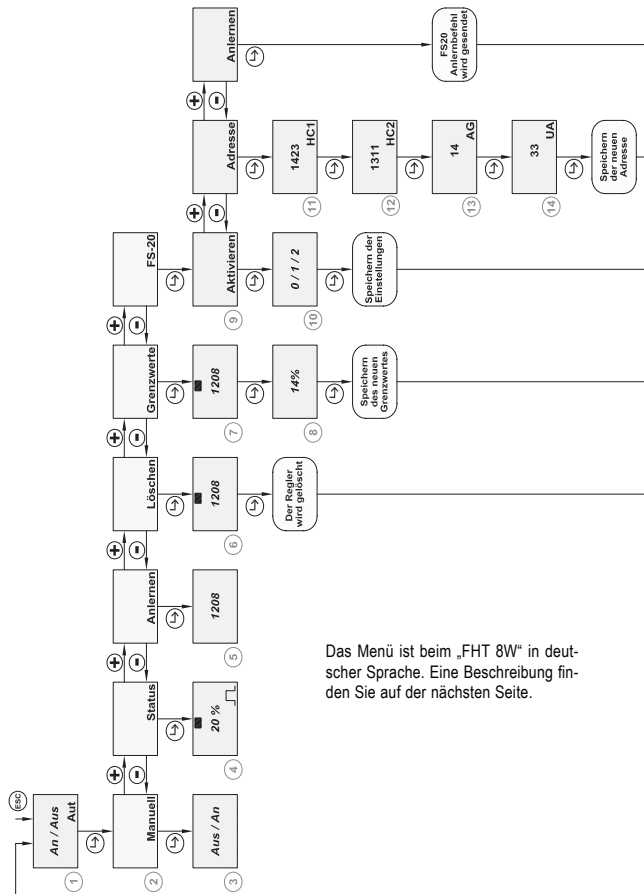 ESC
An / Aus
Aut
1
Manuell
+
-
Status
+
-
Anlernen
+
-
Löschen
+
-
Grenzwerte
+
-
FS-20
2
Aus / An
3
20 %
4
1208
5
1208
6
Der Regler
wird gelöscht
1208
7
14%
8
Speichern
des neuen
Grenzwertes
Aktivieren
9
+
-
Adresse
+
-
Anlernen
0 / 1 / 2
10
Speichern der
Einstellungen
1423
HC1
11
1311
HC2
12
14
AG
13
33
UA
14
Speichern
der neuen
Adresse
FS20
Anlernbefehl
wird gesendet
Das Menü ist beim „FHT 8W“ in deut-
scher Sprache. Eine Beschreibung fin-
den Sie auf der nächsten Seite.